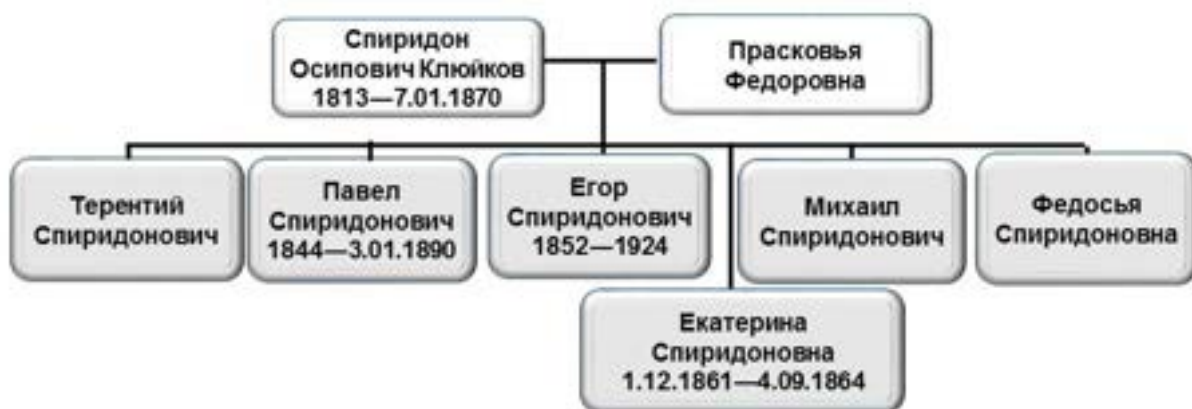 Спиридон
Осипович Клюйков
1813—7.01.1870
Прасковья
Федоровна
Терентий
Спиридонович
Павел
Спиридонович
1844—3.01.1890
Егор
Спиридонович
1852—1924
Михаил
Спиридонович
Федосья
Спиридоновна
Екатерина
Спиридоновна
1.12.1861—4.09.1864